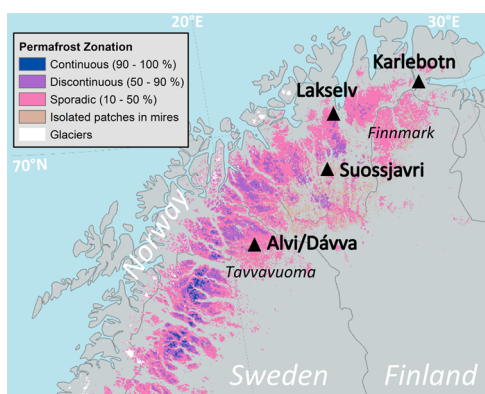 20°E
30°E
Permafrost Zonation
Continuous (90 - 100 %)
Discontinuous (50 - 90 %)
Sporadic (10 - 50 %)
Isolated patches in mires
Glaciers
Karlebotn
Lakselv
Finnmark
70°N
Suossjavri
Norway
Alvi/Dávva
Tavvavuoma
Sweden
Finland